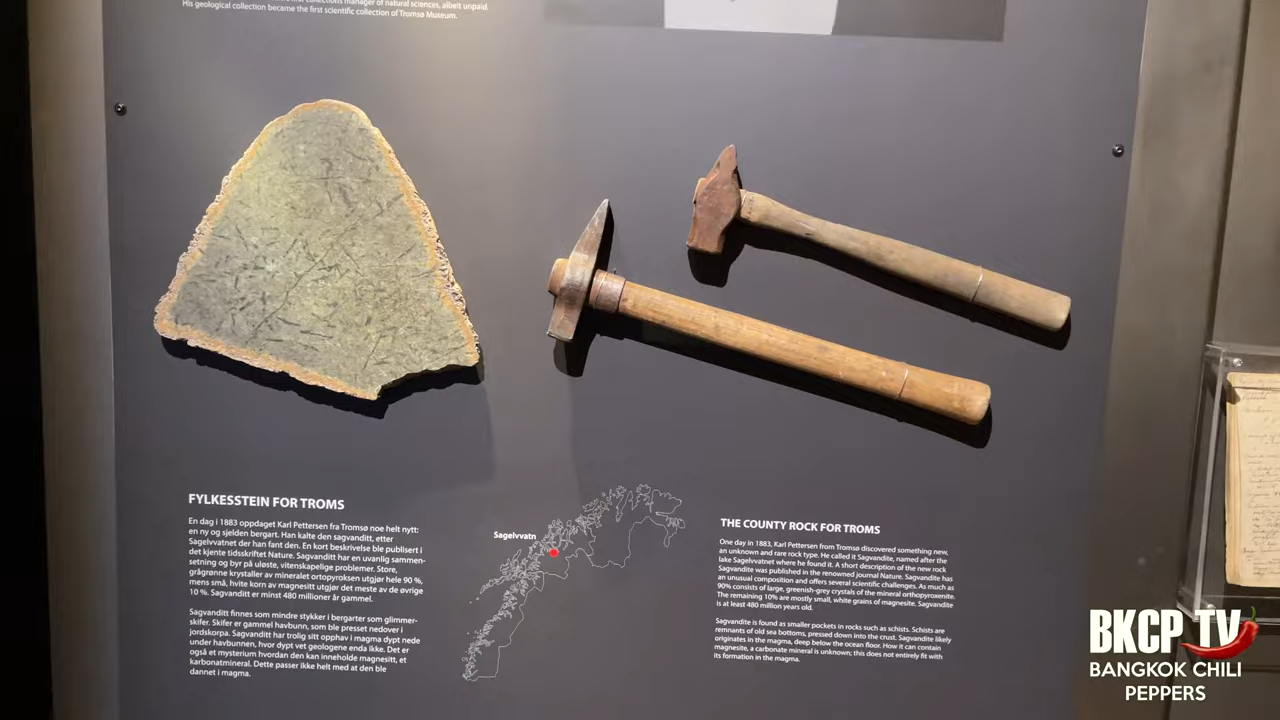 collections manager of natural sciences, albeit unpaid.
His geological collection became the first scientific collection of Tromsø Museum.
FYLKESSTEIN FOR TROMS
En dag i 1883 oppdaget Karl Pettersen fra Tromsø noe helt nytt:
en ny og sjelden bergart. Han kalte den sagvanditt, etter
Sagelvvatnet der han fant den. En kort beskrivelse ble publisert i
det kjente tidsskriftet Nature. Sagvanditt har en uvanlig sammen-
setning og byr på uløste, vitenskapelige problemer. Store,
grågrønne krystaller av mineralet ortopyroksen utgjør hele 90 %,
mens små, hvite korn av magnesitt utgjør det meste av de øvrige
10 %. Sagvanditt er minst 480 millioner år gammel.
Sagvanditt finnes som mindre stykker i bergarter som glimmer-
skifer. Skifer er gammel havbunn, som ble presset nedover i
jordskorpa. Sagvanditt har trolig sitt opphav i magma dypt nede
under havbunnen, hvor dypt vet geologene enda ikke. Det er
også et mysterium hvordan den kan inneholde magnesitt, et
karbonatmineral. Dette passer ikke helt med at den ble
dannet i magma.
Sagelvvatn
THE COUNTY ROCK FOR TROMS
One day in 1883, Karl Pettersen from Tromsø discovered something new,
an unknown and rare rock type. He called it Sagvandite, named after the
lake Sagelvvatnet where he found it. A short description of the new rock
Sagvandite was published in the renowned journal Nature. Sagvandite has
an unusual composition and offers several scientific challenges. As much as
90% consists of large, greenish-grey crystals of the mineral orthopyroxenite.
The remaining 10% are mostly small, white grains of magnesite. Sagvandite
is at least 480 million years old.
Sagvandite is found as smaller pockets in rocks such as schists. Schists are
remnants of old sea bottoms, pressed down into the crust. Sagvandite likely
originates in the magma, deep below the ocean floor. How it can contain
magnesite, a carbonate mineral is unknown; this does not entirely fit with
its formation in the magma.
BKCP TV
BANGKOK CHILI
PEPPERS